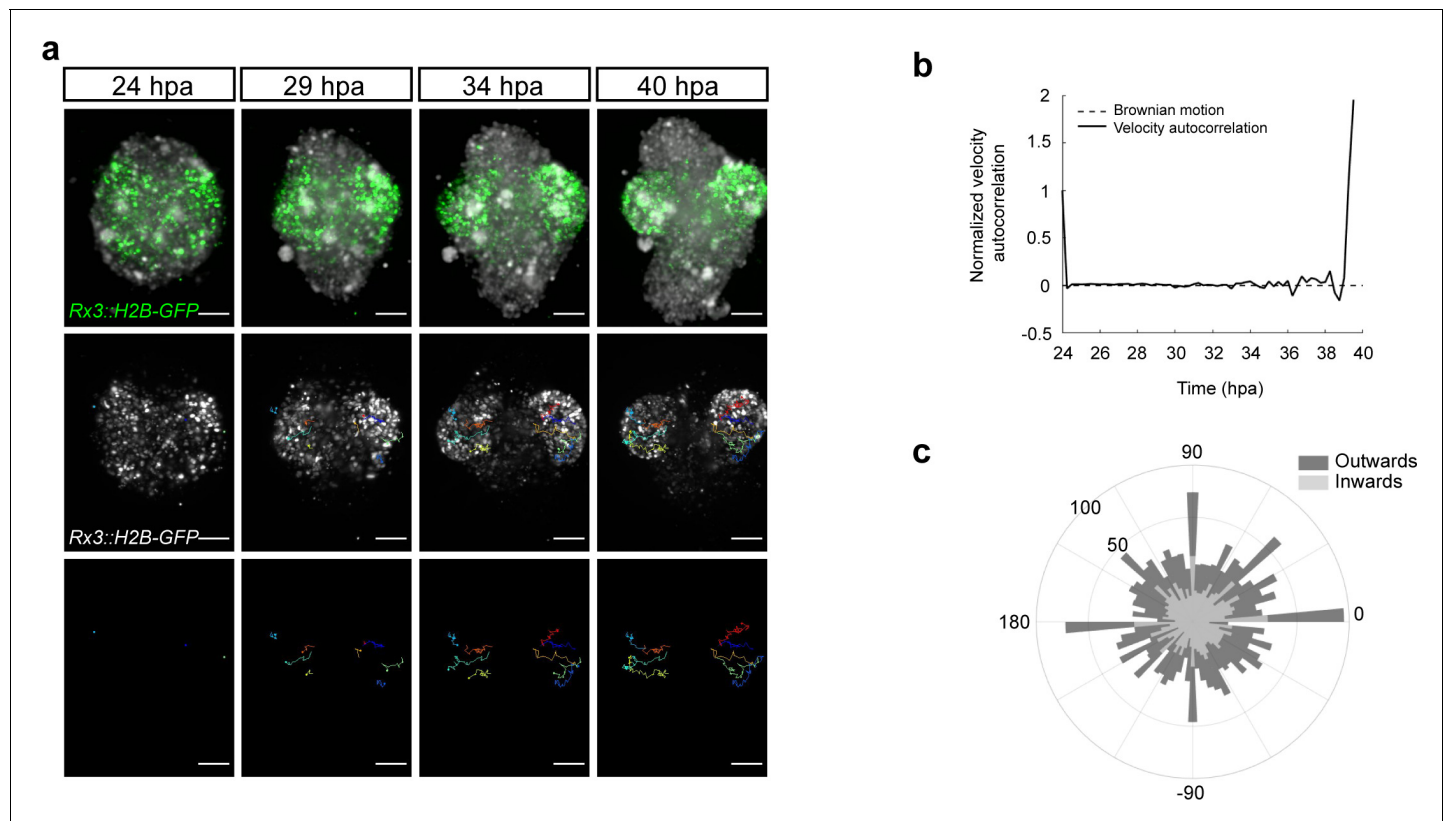 a
24 hpa
29 hpa
34 hpa
40 hpa
Rx3::H2B-GFP
Rx3::H2B-GFP
b
Normalized velocity
autocorrelation
2
1.5
1
0.5
0
-0.5
Brownian motion
Velocity autocorrelation
24 26 28 30 32 34 36 38 40
Time (hpa)
c
90
Outwards
Inwards
100
50
180
0
-90